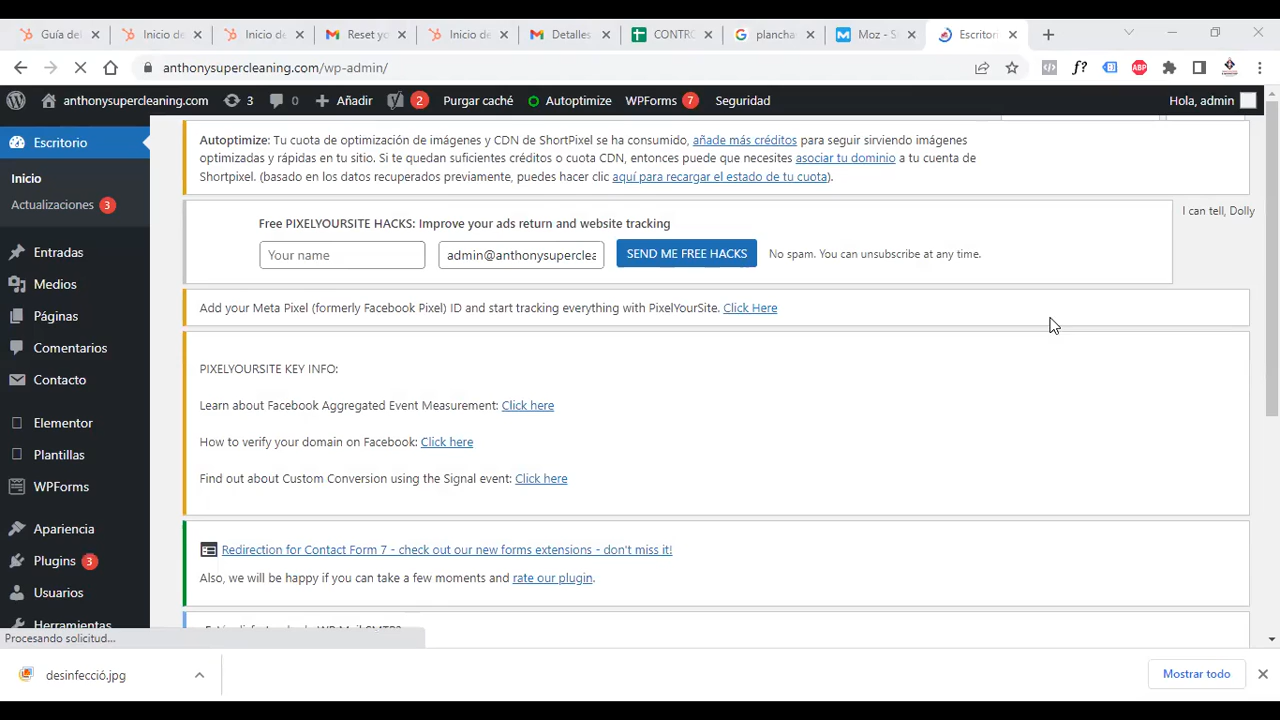 Guía del
Inicio de
Inicio de
Reset yo
Inicio de
Detalles
CONTRO
plancha
Moz - S
Escritori
anthonysupercleaning.com/wp-admin/
ABP
anthonysupercleaning.com
3
0
Añadir
2
Purgar caché
Autoptimize
WPForms 7
Seguridad
Hola, admin
Escritorio
Inicio
Actualizaciones 3
Entradas
Medios
Páginas
Comentarios
Contacto
Elementor
Plantillas
WPForms
Apariencia
Plugins 3
Usuarios
Herramientas
Autoptimize: Tu cuota de optimización de imágenes y CDN de ShortPixel se ha consumido, añade más créditos para seguir sirviendo imágenes
optimizadas y rápidas en tu sitio. Si te quedan suficientes créditos o cuota CDN, entonces puede que necesites asociar tu dominio a tu cuenta de
Shortpixel. (basado en los datos recuperados previamente, puedes hacer clic aquí para recargar el estado de tu cuota).
I can tell, Dolly
Free PIXELYOURSITE HACKS: Improve your ads return and website tracking
Your name
admin@anthonysuperclea
SEND ME FREE HACKS
No spam. You can unsubscribe at any time.
Add your Meta Pixel (formerly Facebook Pixel) ID and start tracking everything with PixelYourSite. Click Here
PIXELYOURSITE KEY INFO:
Learn about Facebook Aggregated Event Measurement: Click here
How to verify your domain on Facebook: Click here
Find out about Custom Conversion using the Signal event: Click here
Redirection for Contact Form 7 - check out our new forms extensions - don't miss it!
Also, we will be happy if you can take a few moments and rate our plugin.
Procesando solicitud...
desinfecció.jpg
Mostrar todo